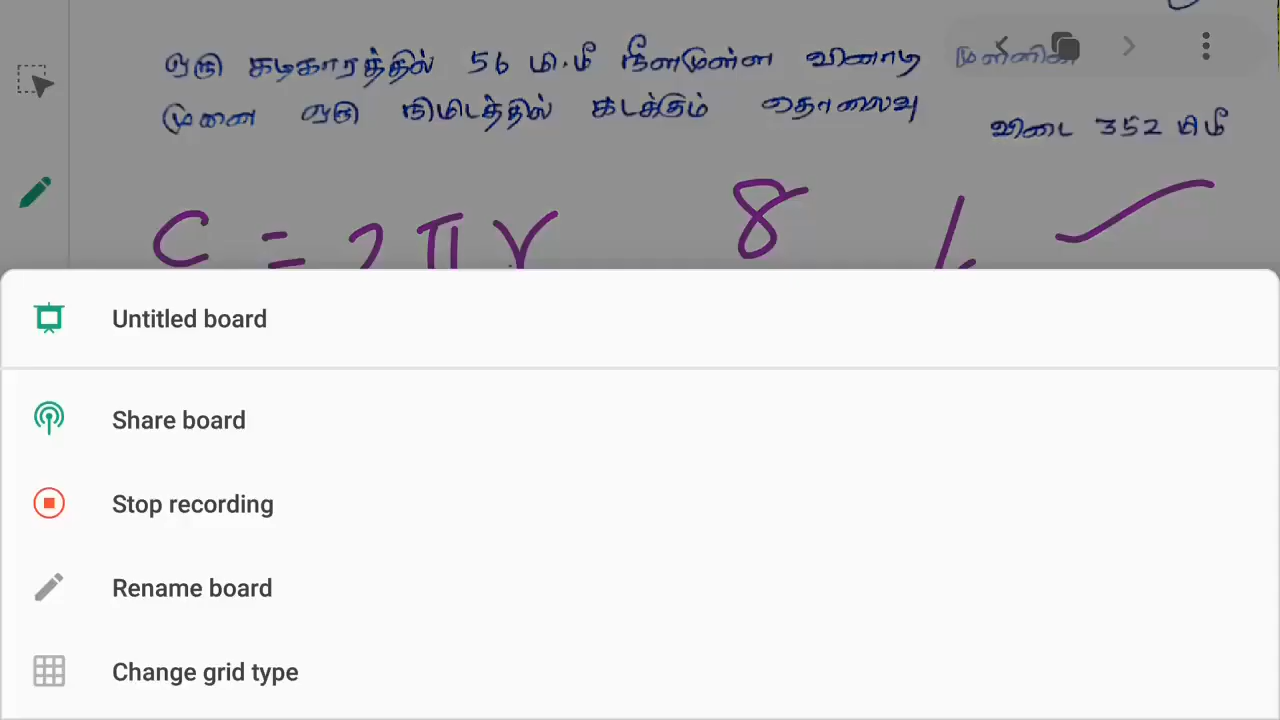 ஒரு கடிகாரத்தில் 56 மி.மீ நீளமுள்ள வினாடி முள்ளின்
முனை ஒரு நிமிடத்தில் கடக்கும் தொலைவு
விடை 352 மி மீ
C = 2 π r
8
Untitled board
Share board
Stop recording
Rename board
Change grid type